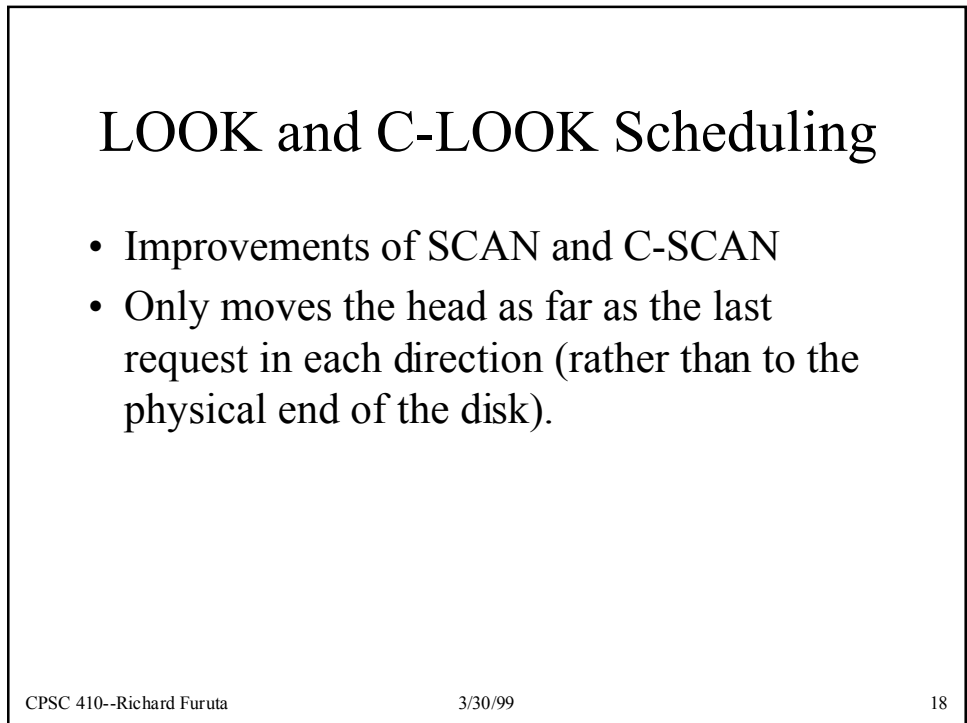 LOOK and C-LOOK Scheduling
• Improvements of SCAN and C-SCAN
• Only moves the head as far as the last
request in each direction (rather than to the
physical end of the disk).
CPSC 410--Richard Furuta 3/30/99 18